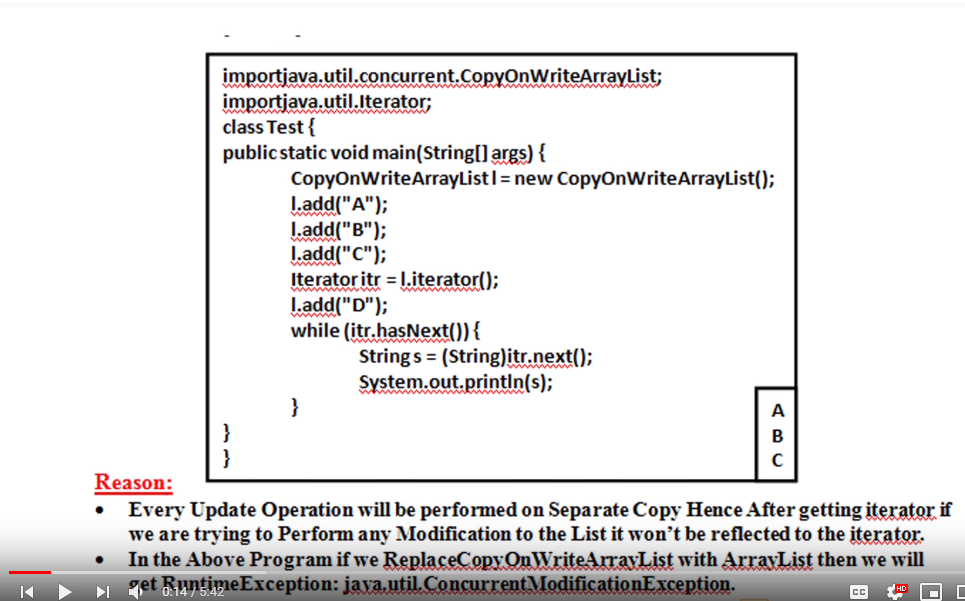 importjava.util.concurrent.CopyOnWriteArrayList;
importjava.util.Iterator;
class Test {
public static void main(String[] args) {
CopyOnWriteArrayList l = new CopyOnWriteArrayList();
l.add("A");
l.add("B");
l.add("C");
Iterator itr = l.iterator();
l.add("D");
while (itr.hasNext()) {
String s = (String)itr.next();
System.out.println(s);
}
}
}
A
B
C
Reason:
• Every Update Operation will be performed on Separate Copy Hence After getting iterator if
we are trying to Perform any Modification to the List it won't be reflected to the iterator.
• In the Above Program if we ReplaceCopyOnWriteArrayList with ArrayList then we will
get RuntimeException: java.util.ConcurrentModificationException.
0:14 / 5:42
CC
HD